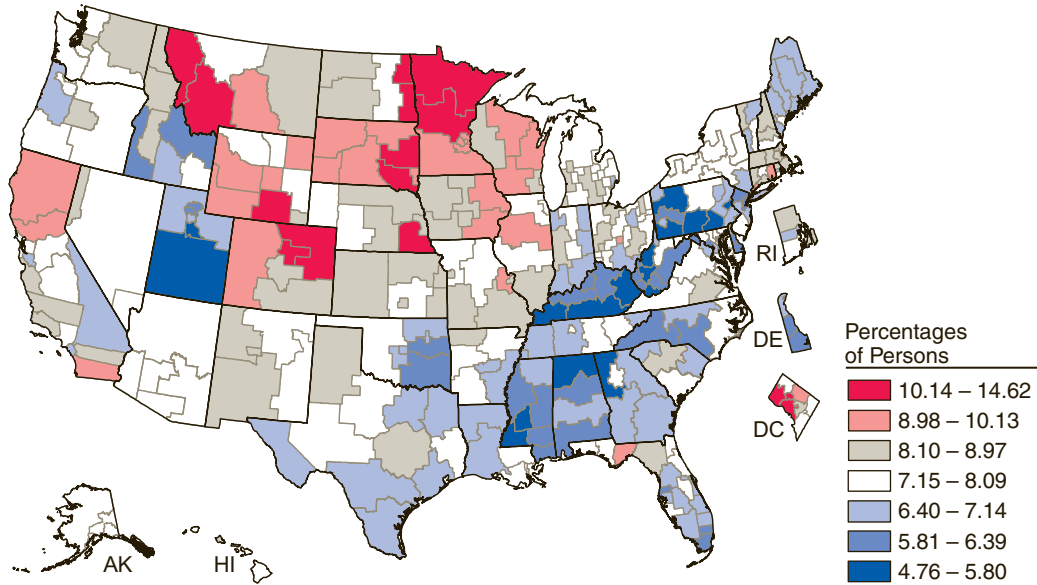 RI
DE
DC
AK
HI
Percentages
of Persons
10.14 – 14.62
8.98 – 10.13
8.10 – 8.97
7.15 – 8.09
6.40 – 7.14
5.81 – 6.39
4.76 – 5.80